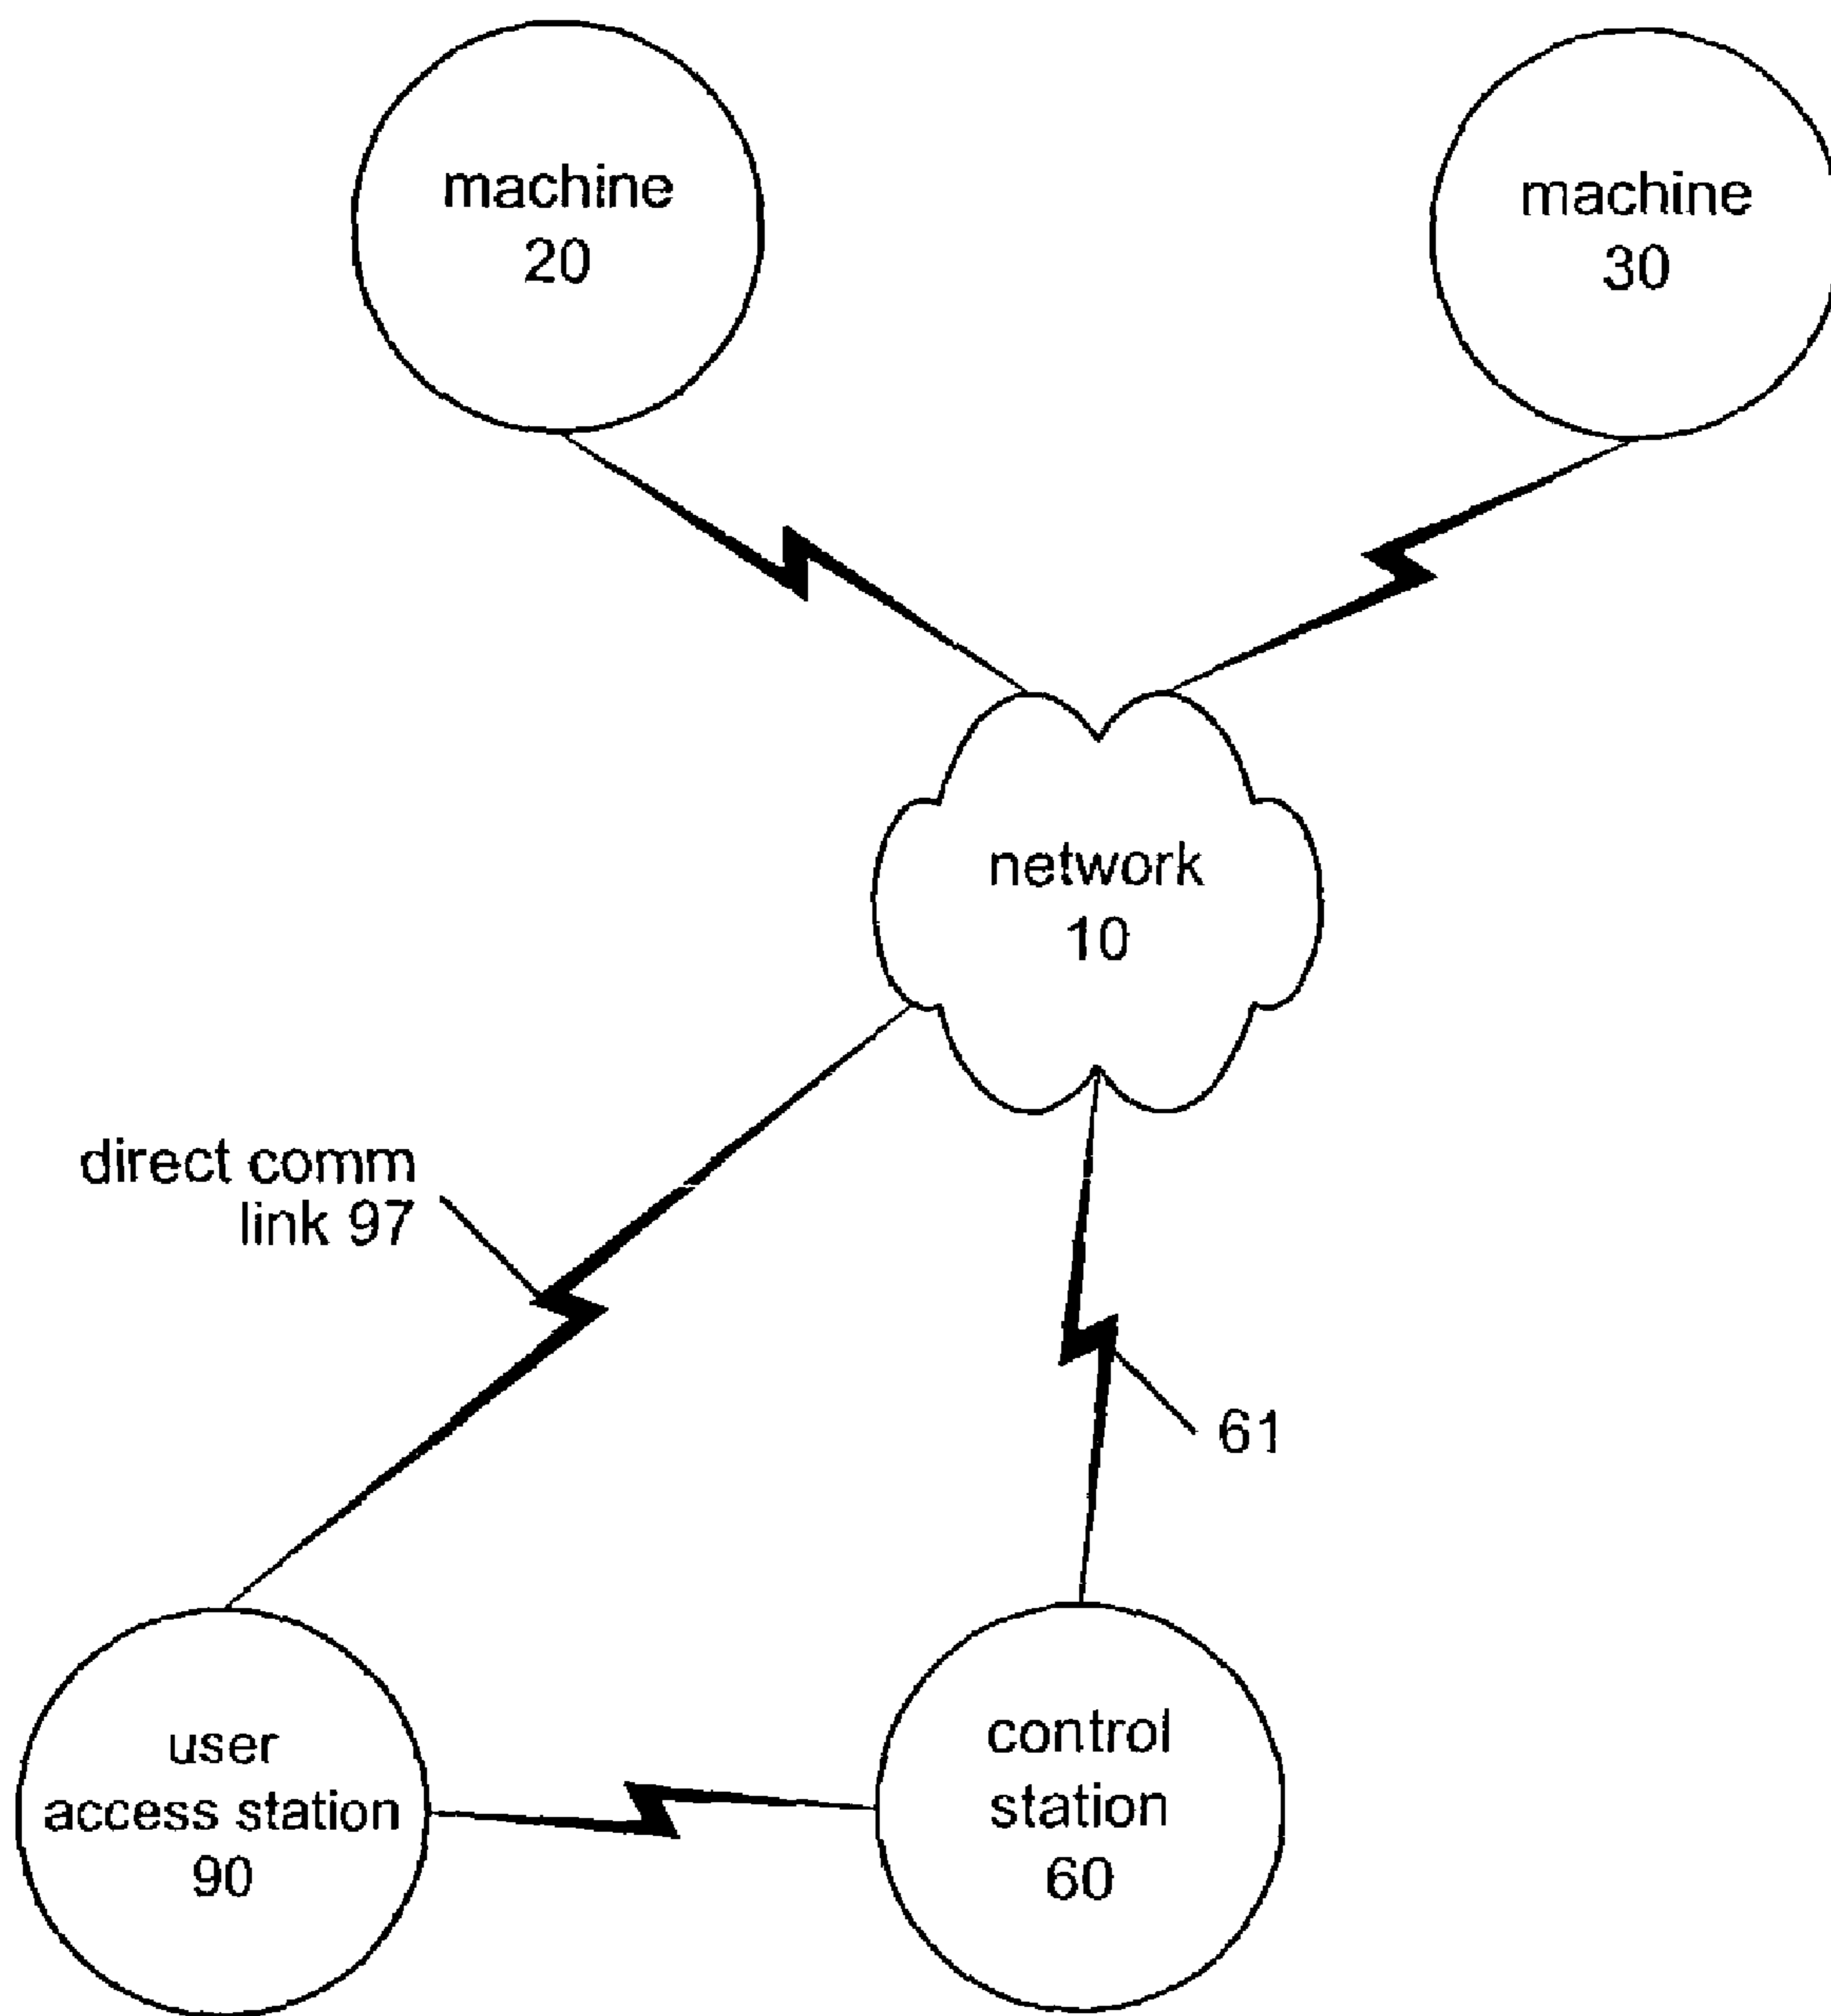 machine
20
machine
30
network
10
direct comm
link 97
61
user
access station
90
control
station
60